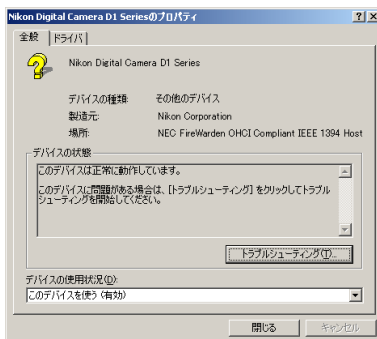 Nikon Digital Camera D1 Seriesのプロパティ
全般
ドライバ
Nikon Digital Camera D1 Series
デバイスの種類: その他のデバイス
製造元: Nikon Corporation
場所: NEC FireWarden OHCI Compliant IEEE 1394 Host
デバイスの状態
このデバイスは正常に動作しています。
このデバイスに問題がある場合は、[トラブルシューティング] をクリックしてトラブル
シューティングを開始してください。
トラブルシューティング(T)...
デバイスの使用状況(D):
このデバイスを使う (有効)
閉じる
キャンセル